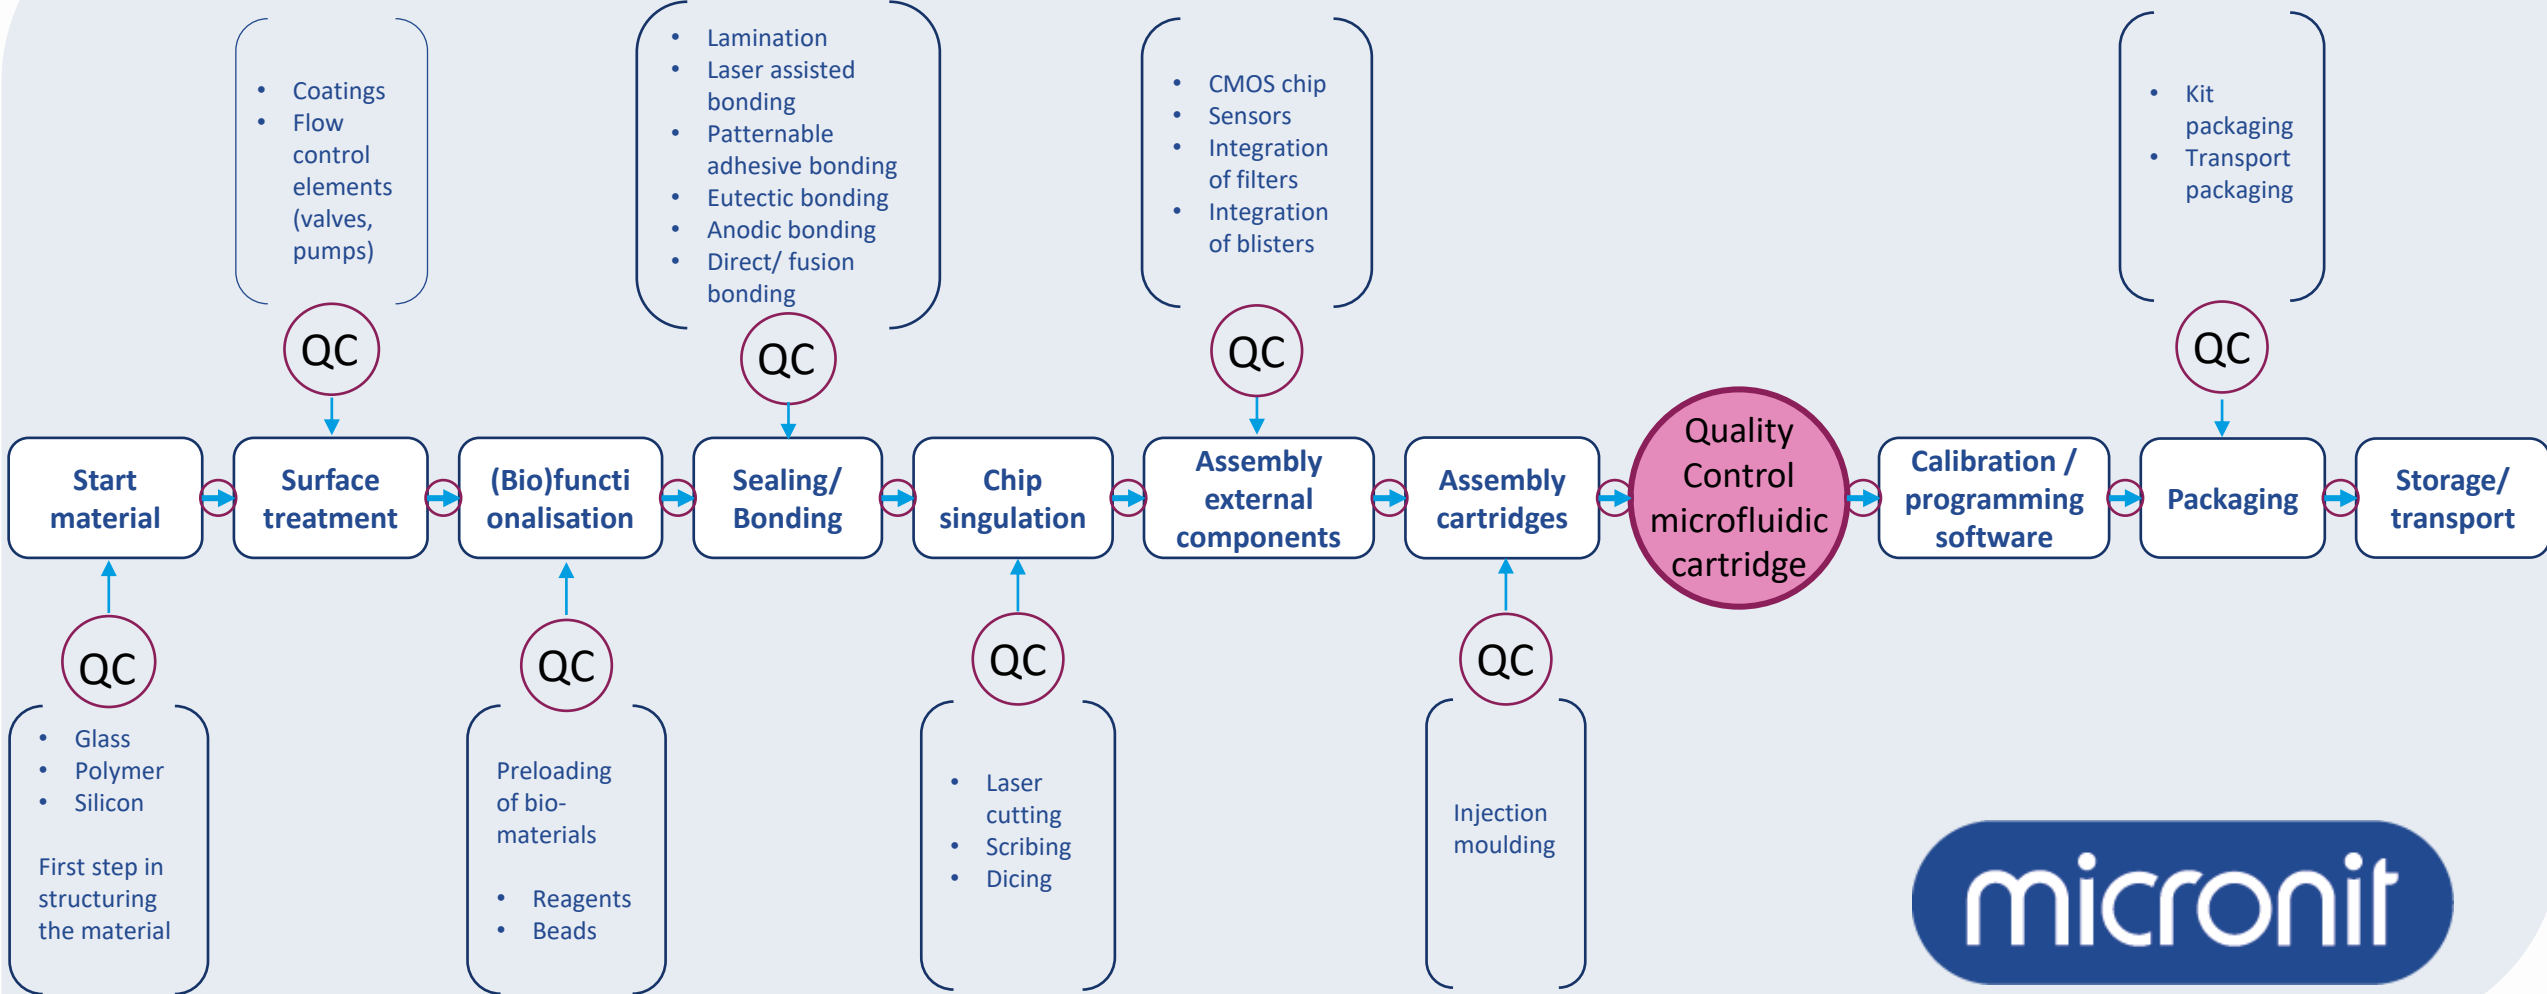 • Coatings
• Flow
control
elements
(valves,
pumps)
• Lamination
• Laser assisted
bonding
• Patternable
adhesive bonding
• Eutectic bonding
• Anodic bonding
• Direct/ fusion
bonding
• CMOS chip
• Sensors
• Integration
of filters
• Integration
of blisters
• Kit
packaging
• Transport
packaging
QC
QC
QC
QC
Start
material
Surface
treatment
(Bio)functi
onalisation
Sealing/
Bonding
Chip
singulation
Assembly
external
components
Assembly
cartridges
Quality
Control
microfluidic
cartridge
Calibration /
programming
software
Packaging
Storage/
transport
QC
QC
QC
QC
• Glass
• Polymer
• Silicon
First step in
structuring
the material
Preloading
of bio-
materials
• Reagents
• Beads
• Laser
cutting
• Scribing
• Dicing
Injection
moulding
micronit